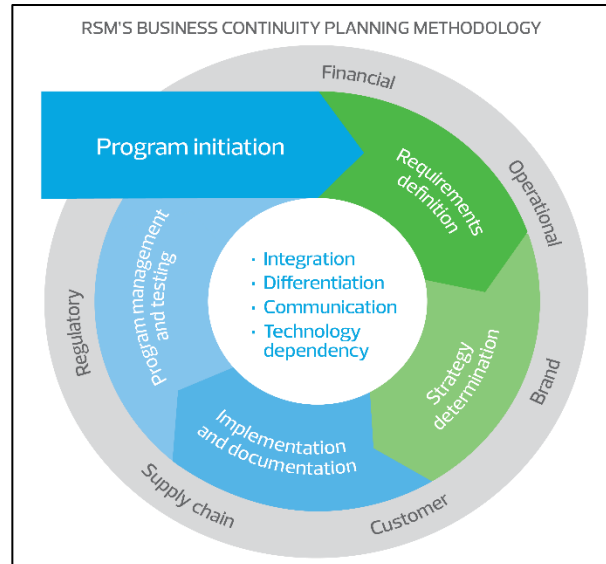 RSM'S BUSINESS CONTINUITY PLANNING METHODOLOGY
Financial
Operational
Brand
Customer
Supply chain
Regulatory
Program initiation
Requirements
definition
Strategy
determination
Implementation
and documentation
Program management
and testing
· Integration
· Differentiation
· Communication
· Technology
dependency